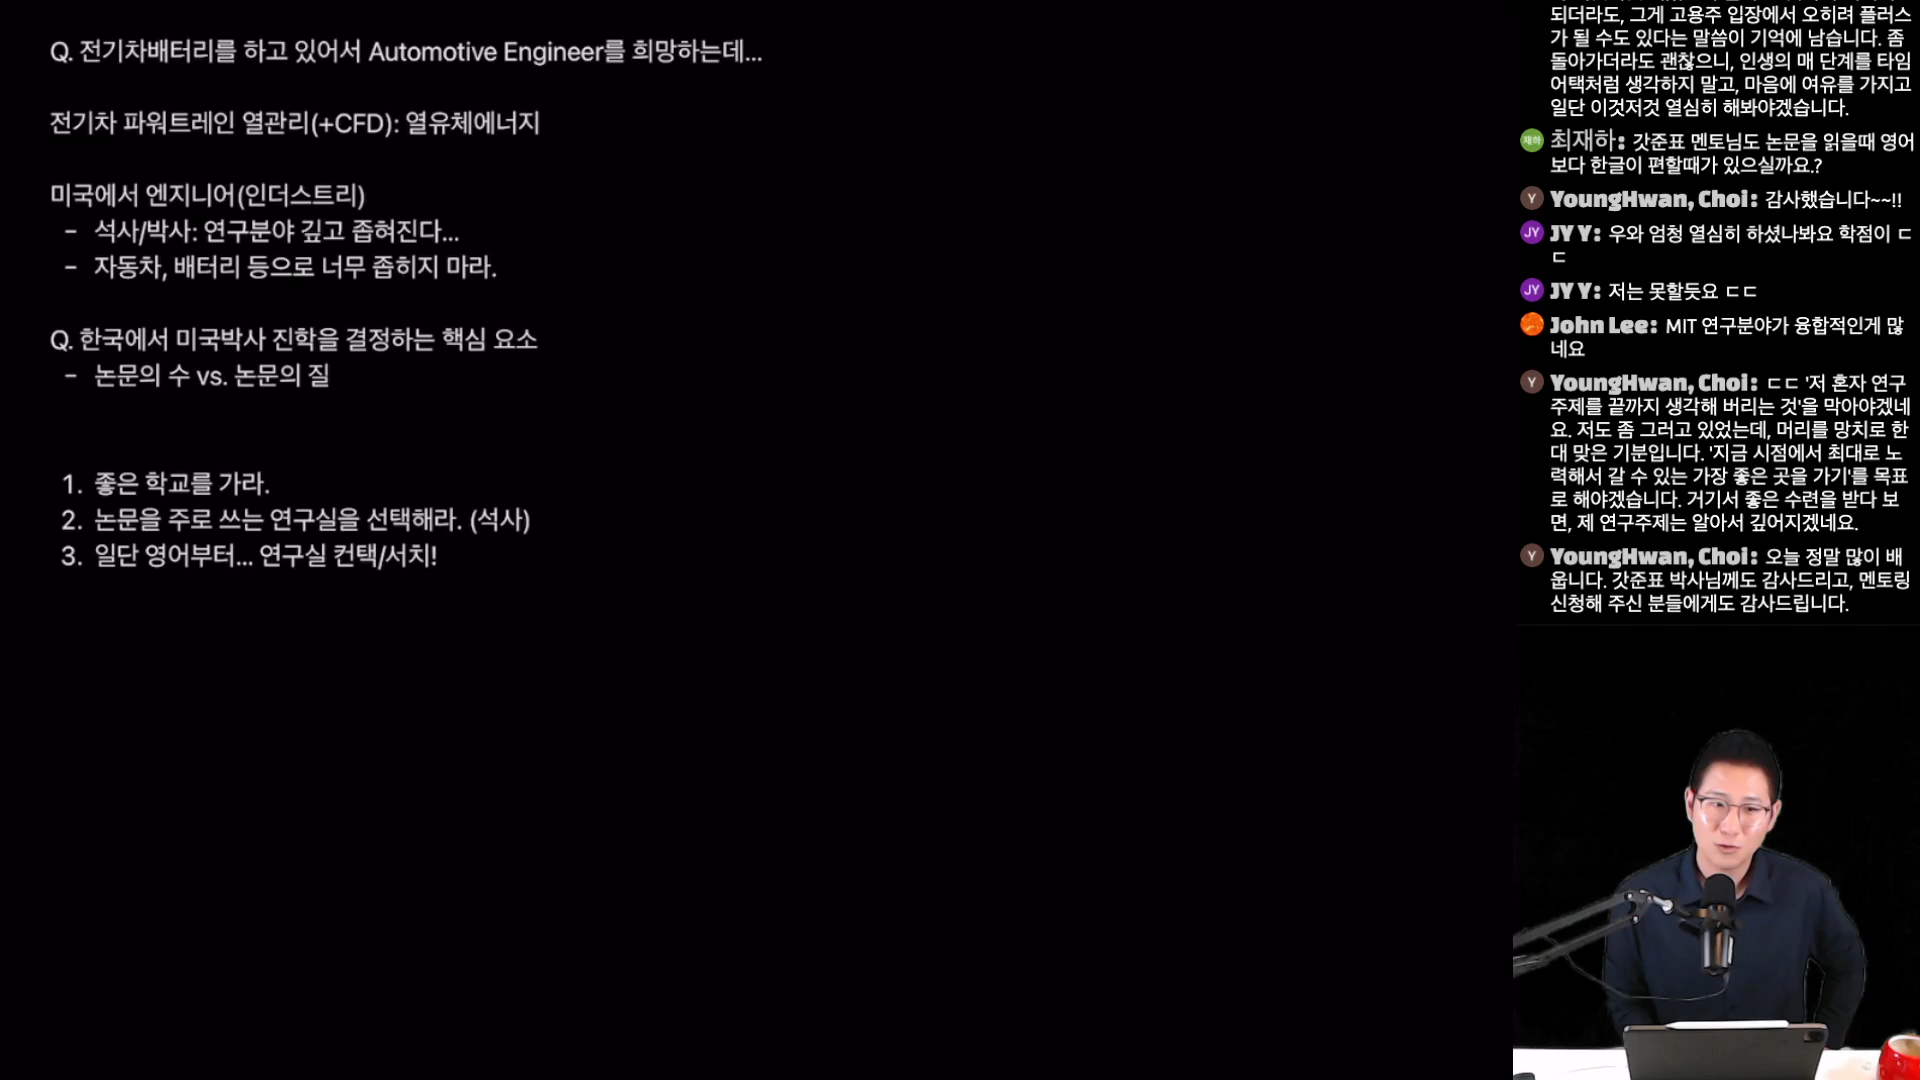 Q. 전기차배터리를 하고 있어서 Automotive Engineer를 희망하는데...
전기차 파워트레인 열관리(+CFD): 열유체에너지
미국에서 엔지니어(인더스트리)
- 석사/박사: 연구분야 깊고 좁혀진다...
- 자동차, 배터리 등으로 너무 좁히지 마라.
Q. 한국에서 미국박사 진학을 결정하는 핵심 요소
- 논문의 수 vs. 논문의 질
1. 좋은 학교를 가라.
2. 논문을 주로 쓰는 연구실을 선택해라. (석사)
3. 일단 영어부터... 연구실 컨택/서치!
되더라도, 그게 고용주 입장에서 오히려 플러스
가 될 수도 있다는 말씀이 기억에 남습니다. 좀
돌아가더라도 괜찮으니, 인생의 매 단계를 타임
어택처럼 생각하지 말고, 마음에 여유를 가지고
일단 이것저것 열심히 해봐야겠습니다.
재하 최재하: 갓준표 멘토님도 논문을 읽을때 영어
보다 한글이 편할때가 있으실까요.?
Y YoungHwan, Choi: 감사했습니다~~!!
JY JY Y: 우와 엄청 열심히 하셨나봐요 학점이 ㄷ
ㄷ
JY JY Y: 저는 못할듯요 ㄷㄷ
John Lee: MIT 연구분야가 융합적인게 많
네요
Y YoungHwan, Choi: ㄷㄷ '저 혼자 연구
주제를 끝까지 생각해 버리는 것'을 막아야겠네
요. 저도 좀 그러고 있었는데, 머리를 망치로 한
대 맞은 기분입니다. '지금 시점에서 최대로 노
력해서 갈 수 있는 가장 좋은 곳을 가기'를 목표
로 해야겠습니다. 거기서 좋은 수련을 받다 보
면, 제 연구주제는 알아서 깊어지겠네요.
Y YoungHwan, Choi: 오늘 정말 많이 배
웁니다. 갓준표 박사님께도 감사드리고, 멘토링
신청해 주신 분들에게도 감사드립니다.